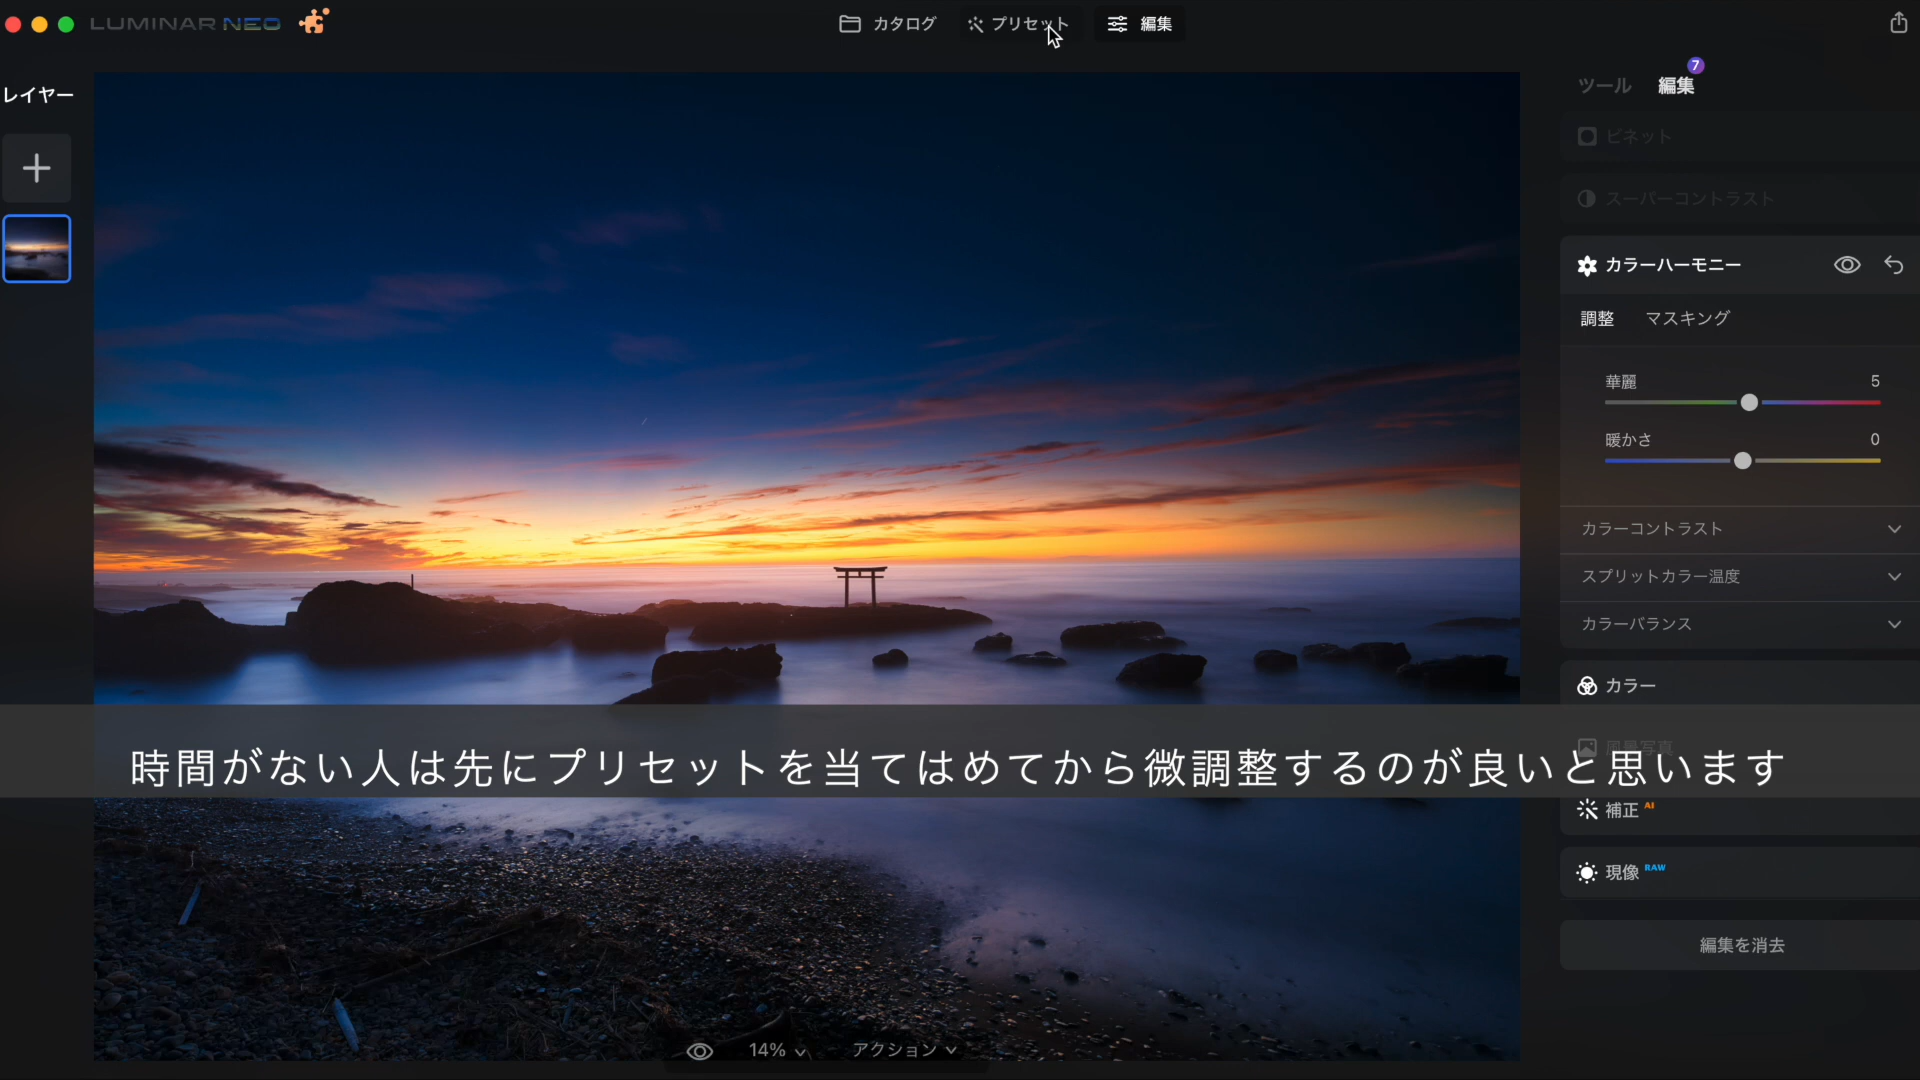 LUMINAR NEO
カタログ
プリセット
編集
レイヤー
ツール
編集
7
ビネット
スーパーコントラスト
カラーハーモニー
調整
マスキング
華麗
5
暖かさ
0
カラーコントラスト
スプリットカラー温度
カラーバランス
カラー
風景写真
時間がない人は先にプリセットを当てはめてから微調整するのが良いと思います
補正 AI
現像 RAW
編集を消去
14%
アクション